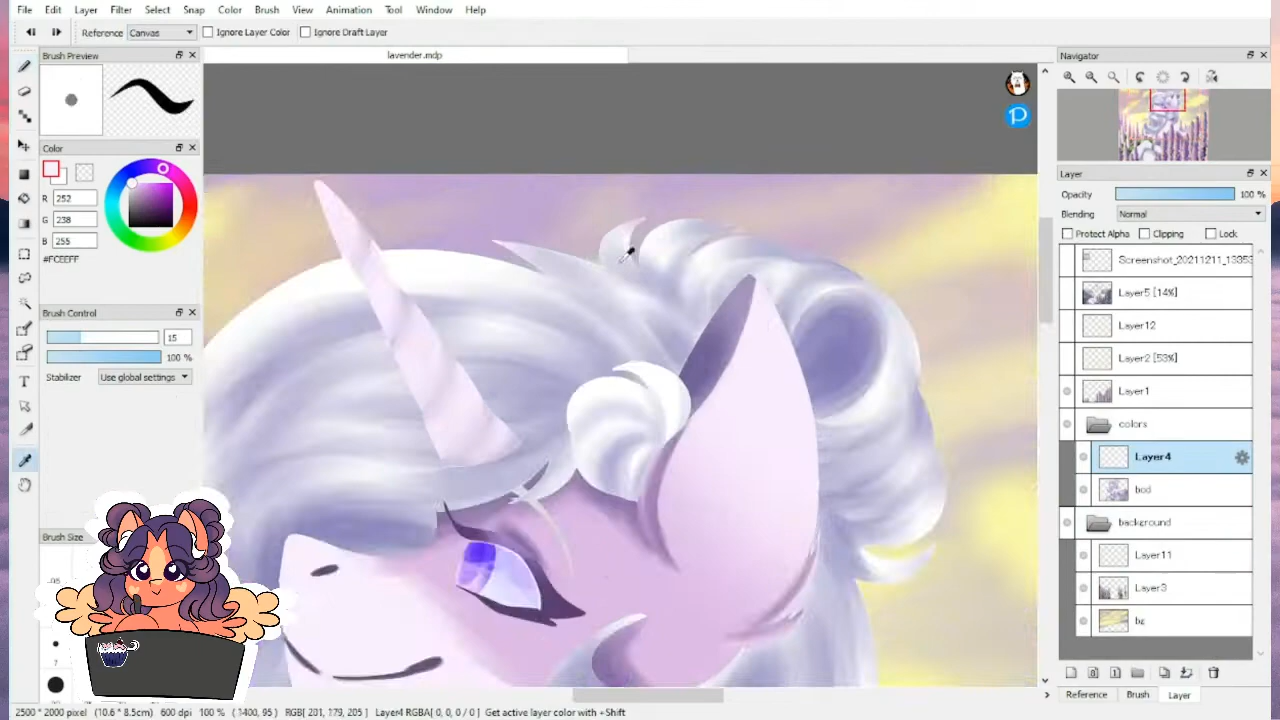 File Edit Layer Filter Select Snap Color Brush View Animation Tool Window Help
Reference Canvas Ignore Layer Color Ignore Draft Layer
Brush Preview
lavender.mdp
Navigator
Color
R 252
G 238
B 255
#FCEEFF
Brush Control
15
100 %
Stabilizer Use global settings
Brush Size
7
Layer
Opacity 100 %
Blending Normal
Protect Alpha Clipping Lock
Screenshot_20211211_13353
Layer5 [14%]
Layer12
Layer2 [53%]
Layer1
colors
Layer4
bod
background
Layer11
Layer3
bg
Reference Brush Layer
2500 * 2000 pixel (10.6 * 8.5cm) 600 dpi 100 % ( 1400, 95 ) RGB[ 201, 179, 205 ] Layer4 RGBA[ 0, 0, 0 / 0 ] Get active layer color with +Shift